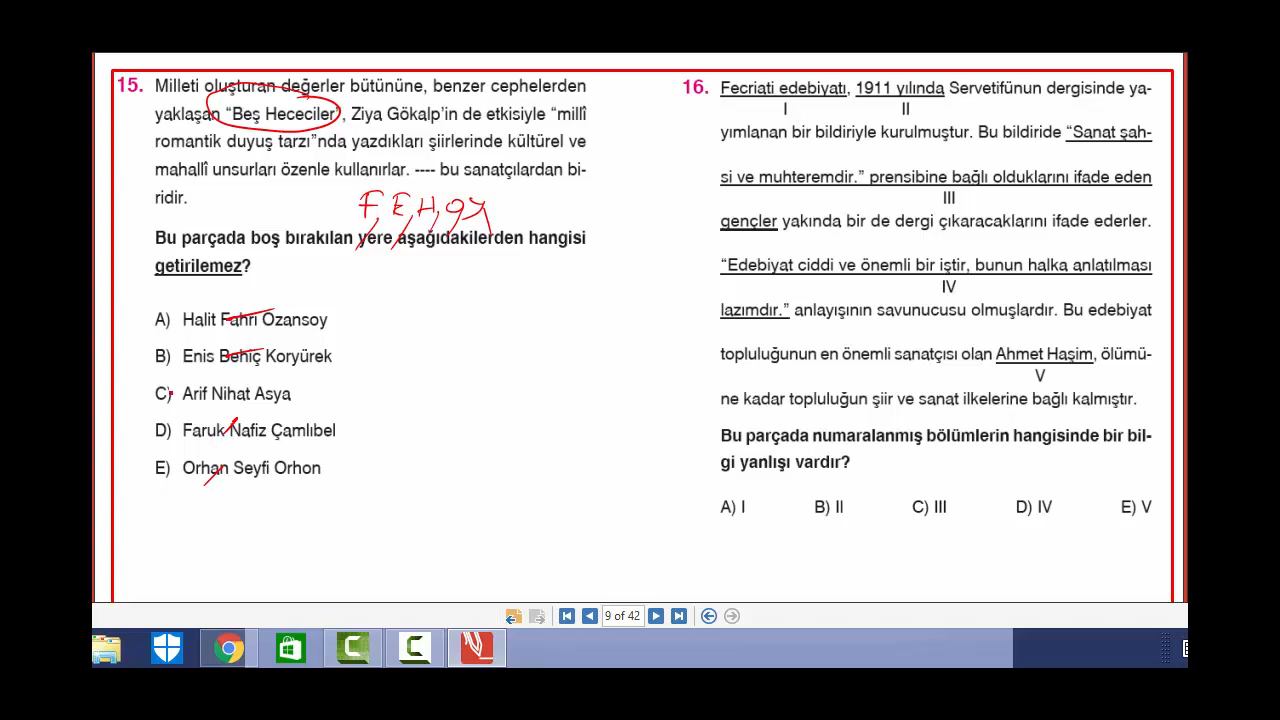 15. Milleti oluşturan değerler bütününe, benzer cephelerden
yaklaşan “Beş Hececiler”, Ziya Gökalp’in de etkisiyle “millî
romantik duyuş tarzı”nda yazdıkları şiirlerinde kültürel ve
mahallî unsurları özenle kullanırlar. ---- bu sanatçılardan bi-
ridir.
F, E, H, O, Y
Bu parçada boş bırakılan yere aşağıdakilerden hangisi
getirilemez?
A) Halit Fahri Ozansoy
B) Enis Behiç Koryürek
C) Arif Nihat Asya
D) Faruk Nafiz Çamlıbel
E) Orhan Seyfi Orhon
16. Fecriati edebiyatı, 1911 yılında Servetifünun dergisinde ya-
I II
yımlanan bir bildiriyle kurulmuştur. Bu bildiride “Sanat şah-
si ve muhteremdir.” prensibine bağlı olduklarını ifade eden
III
gençler yakında bir de dergi çıkaracaklarını ifade ederler.
“Edebiyat ciddi ve önemli bir iştir, bunun halka anlatılması
IV
lazımdır.” anlayışının savunucusu olmuşlardır. Bu edebiyat
topluluğunun en önemli sanatçısı olan Ahmet Haşim, ölümü-
V
ne kadar topluluğun şiir ve sanat ilkelerine bağlı kalmıştır.
Bu parçada numaralanmış bölümlerin hangisinde bir bil-
gi yanlışı vardır?
A) I B) II C) III D) IV E) V
9 of 42